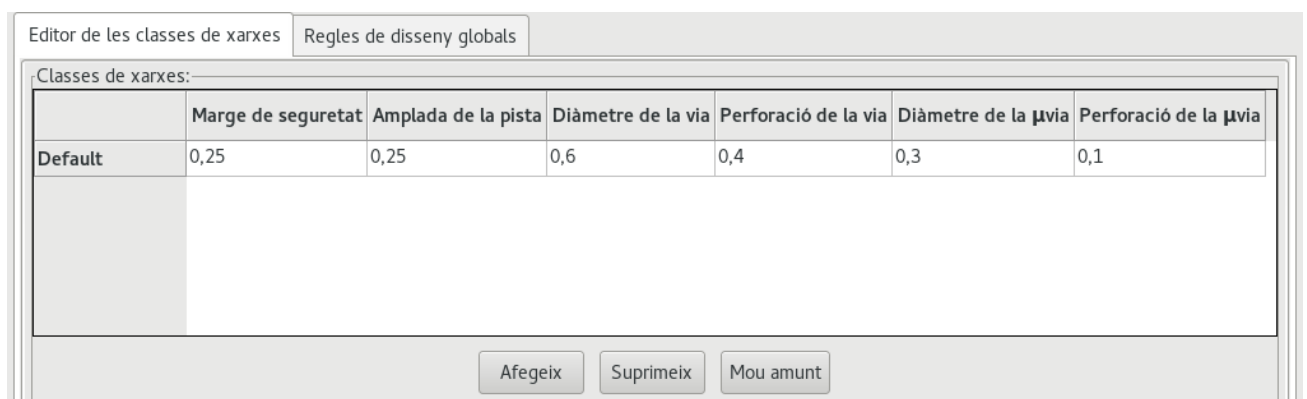 Editor de les classes de xarxes Regles de disseny globals
Classes de xarxes:
Marge de seguretat Amplada de la pista Diàmetre de la via Perforació de la via Diàmetre de la µvia Perforació de la µvia
Default 0,25 0,25 0,6 0,4 0,3 0,1
Afegeix Suprimeix Mou amunt